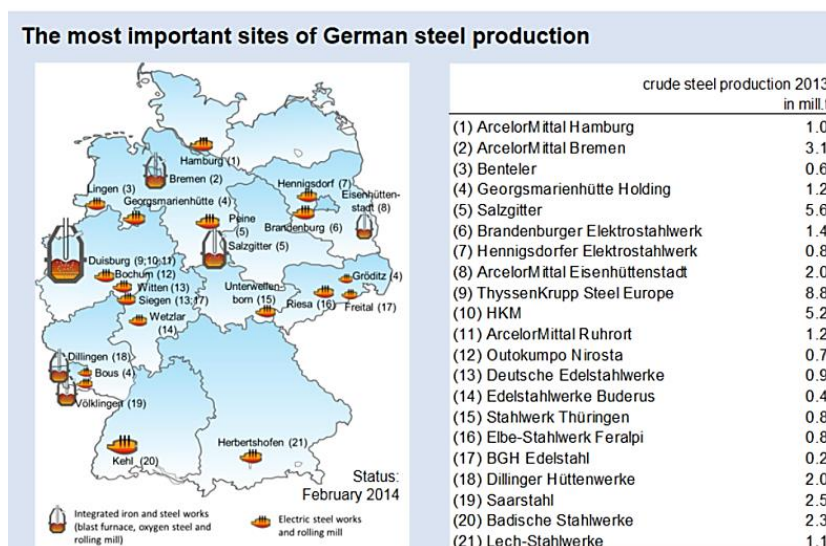 The most important sites of German steel production
Hamburg (1)
Bremen (2)
Lingen (3)
Georgsmarienhütte (4)
Hennigsdorf (7)
Eisenhütten-
stadt (8)
Peine
(5)
Brandenburg (6)
Salzgitter (5)
Duisburg (9;10;11)
Bochum (12)
Witten (13)
Siegen (13;17)
Wetzlar
(14)
Unterwellen-
born (15)
Gröditz (4)
Riesa (16)
Freital (17)
Dillingen (18)
Bous (4)
Völklingen (19)
Kehl (20)
Herbertshofen (21)
Status:
February 2014
Integrated iron and steel works
(blast furnace, oxygen steel and
rolling mill)
Electric steel works
and rolling mill
crude steel production 2013
in mill.t
(1) ArcelorMittal Hamburg 1.0
(2) ArcelorMittal Bremen 3.1
(3) Benteler 0.6
(4) Georgsmarienhütte Holding 1.2
(5) Salzgitter 5.6
(6) Brandenburger Elektrostahlwerk 1.4
(7) Hennigsdorfer Elektrostahlwerk 0.8
(8) ArcelorMittal Eisenhüttenstadt 2.0
(9) ThyssenKrupp Steel Europe 8.8
(10) HKM 5.2
(11) ArcelorMittal Ruhrort 1.2
(12) Outokumpo Nirosta 0.7
(13) Deutsche Edelstahlwerke 0.9
(14) Edelstahlwerke Buderus 0.4
(15) Stahlwerk Thüringen 0.8
(16) Elbe-Stahlwerk Feralpi 0.8
(17) BGH Edelstahl 0.2
(18) Dillinger Hüttenwerke 2.0
(19) Saarstahl 2.5
(20) Badische Stahlwerke 2.3
(21) Lech-Stahlwerke 1.1